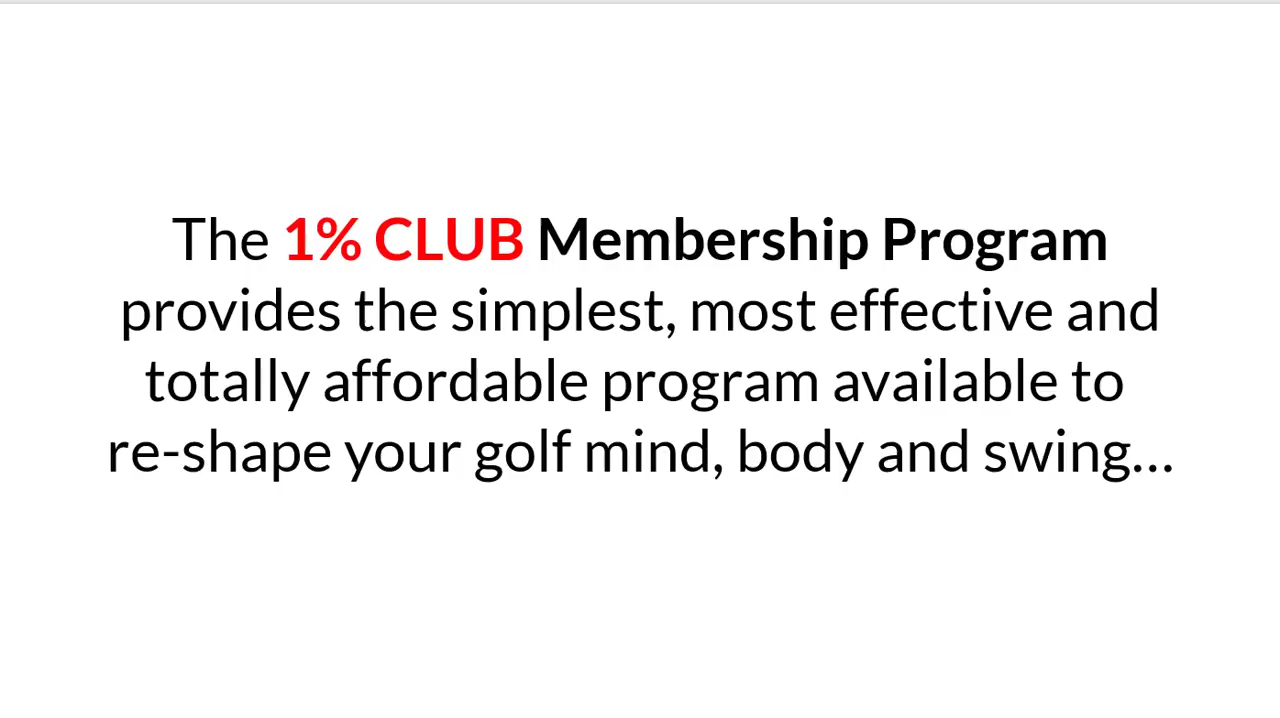 The 1% CLUB Membership Program
provides the simplest, most effective and
totally affordable program available to
re-shape your golf mind, body and swing...